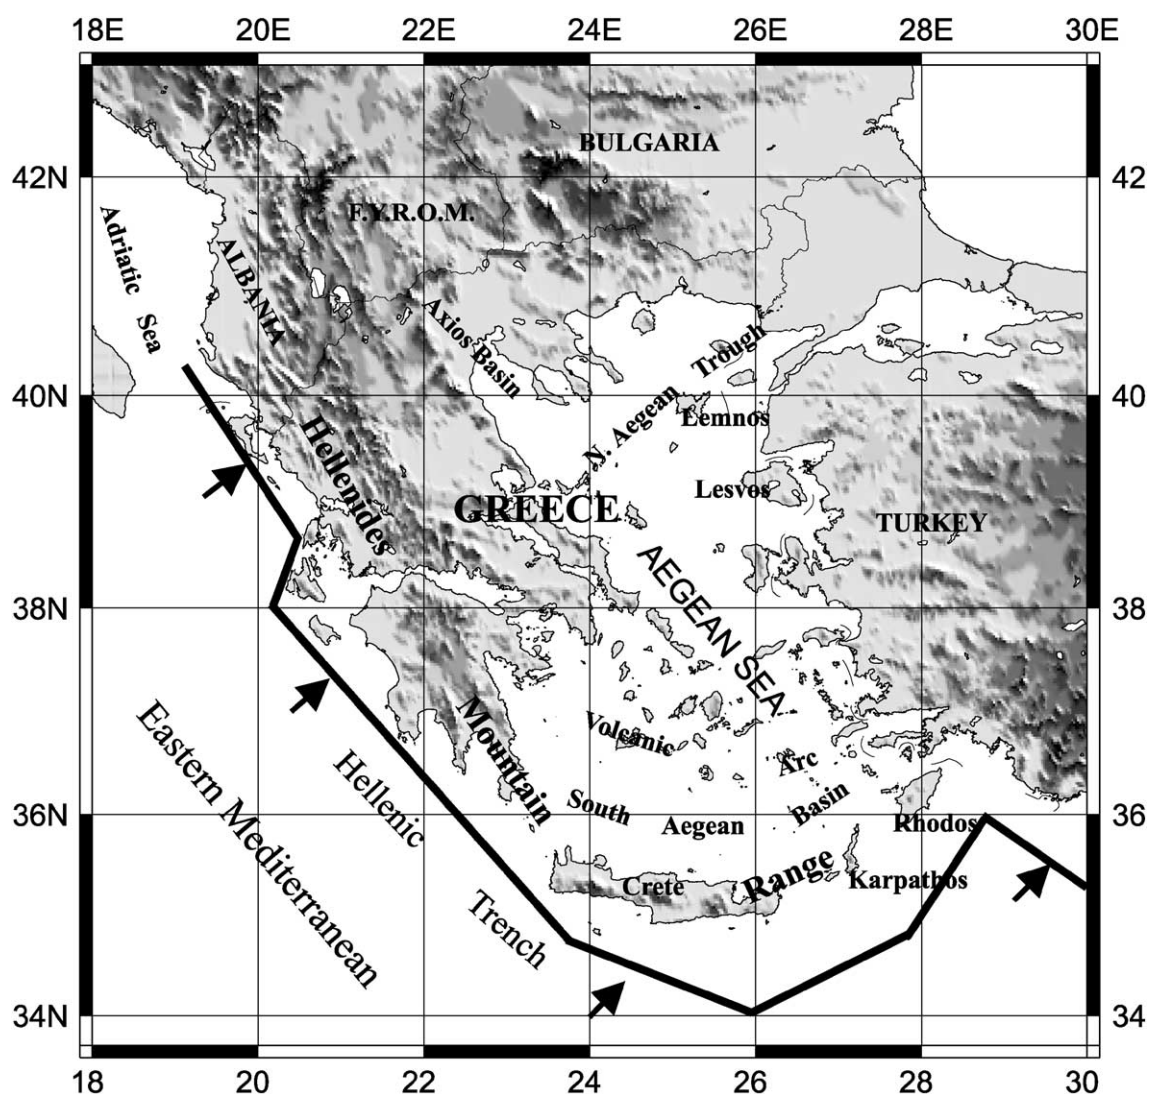 18E 20E 22E 24E 26E 28E 30E
BULGARIA
42N 42
F.Y.R.O.M.
Adriatic Sea
ALBANIA
Axios Basin
N. Aegean Trough
40N 40
Lemnos
Hellenides
Lesvos
GREECE
TURKEY
AEGEAN SEA
38N 38
Mountain
Volcanic Arc
Eastern Mediterranean
Hellenic
South Aegean Basin
36N 36
Rhodos
Range
Karpathos
Crete
Trench
34N 34
18 20 22 24 26 28 30